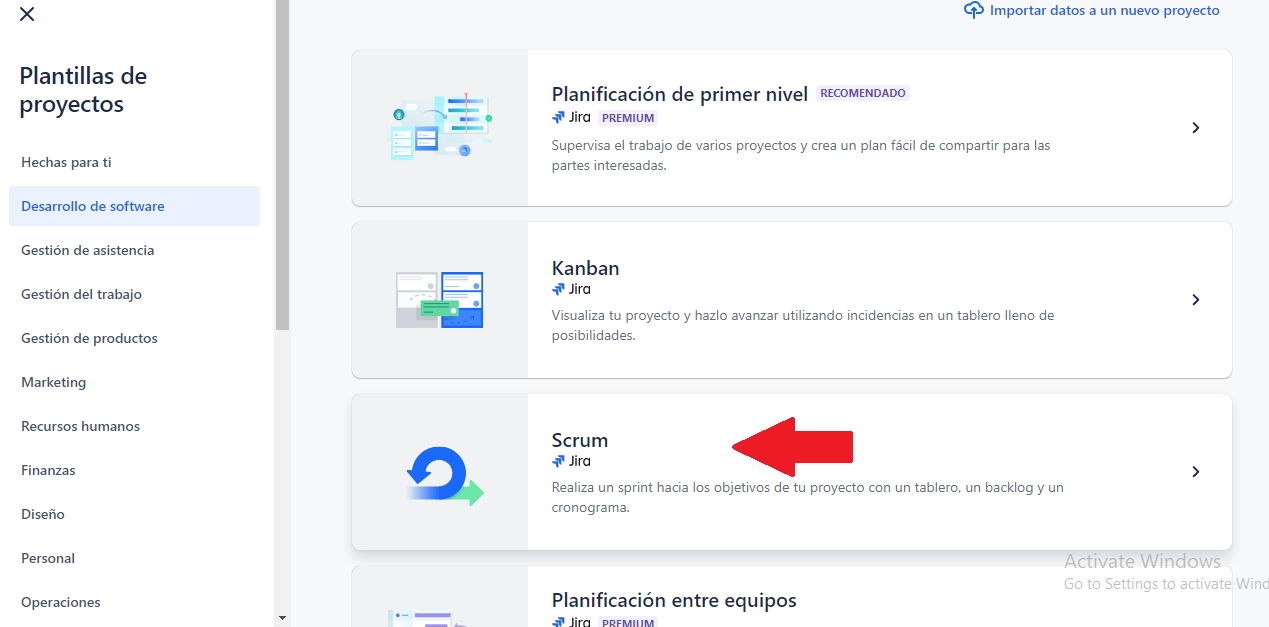 Plantillas de
proyectos
Hechas para ti
Desarrollo de software
Gestión de asistencia
Gestión del trabajo
Gestión de productos
Marketing
Recursos humanos
Finanzas
Diseño
Personal
Operaciones
Importar datos a un nuevo proyecto
Planificación de primer nivel RECOMENDADO
Jira PREMIUM
Supervisa el trabajo de varios proyectos y crea un plan fácil de compartir para las
partes interesadas.
Kanban
Jira
Visualiza tu proyecto y hazlo avanzar utilizando incidencias en un tablero lleno de
posibilidades.
Scrum
Jira
Realiza un sprint hacia los objetivos de tu proyecto con un tablero, un backlog y un
cronograma.
Planificación entre equipos
Jira PREMIUM
Activate Windows
Go to Settings to activate Wind